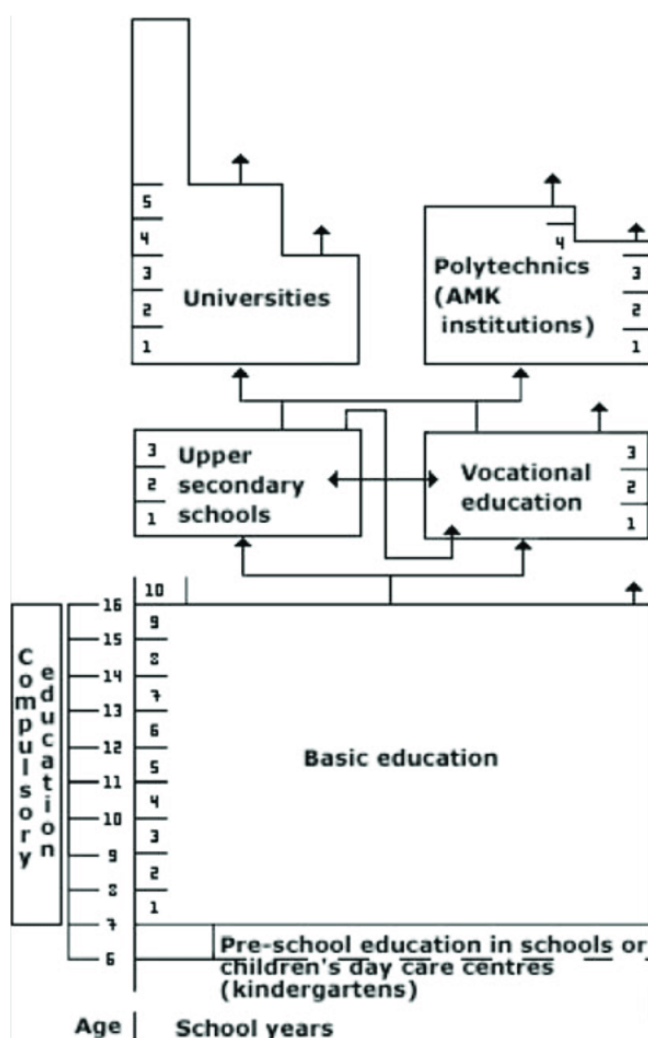 5
4
3
2
1
Universities
4
3
2
1
Polytechnics
(AMK
institutions)
3
2
1
Upper
secondary
schools
Vocational
education
3
2
1
10
9
8
7
6
5
4
3
2
1
Basic education
16
15
14
13
12
11
10
9
8
7
6
Compulsory
education
Pre-school education in schools or
children's day care centres
(kindergartens)
Age
School years